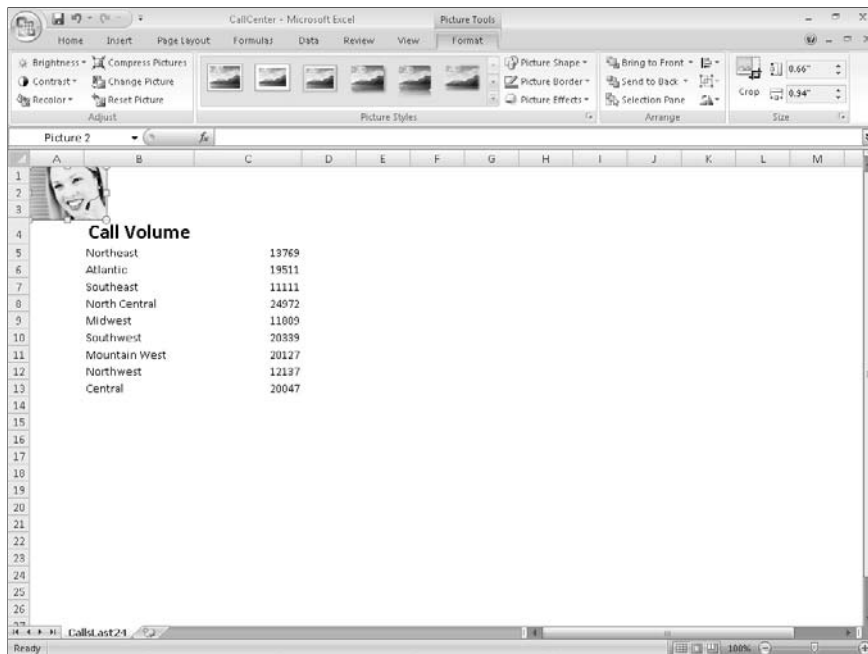 CallCenter - Microsoft Excel
Picture Tools
Home Insert Page Layout Formulas Data Review View Format
Brightness Compress Pictures Picture Shape Bring to Front 0.66"
Contrast Change Picture Picture Border Send to Back
Recolor Reset Picture Picture Effects Selection Pane Crop 0.94"
Adjust Picture Styles Arrange Size
Picture 2 fx
A B C D E F G H I J K L M
1
2
3
4 Call Volume
5 Northeast 13769
6 Atlantic 19511
7 Southeast 11111
8 North Central 24972
9 Midwest 11809
10 Southwest 20339
11 Mountain West 20127
12 Northwest 12137
13 Central 20047
14
15
16
17
18
19
20
21
22
23
24
25
26
27
CallsLast24
Ready 100%